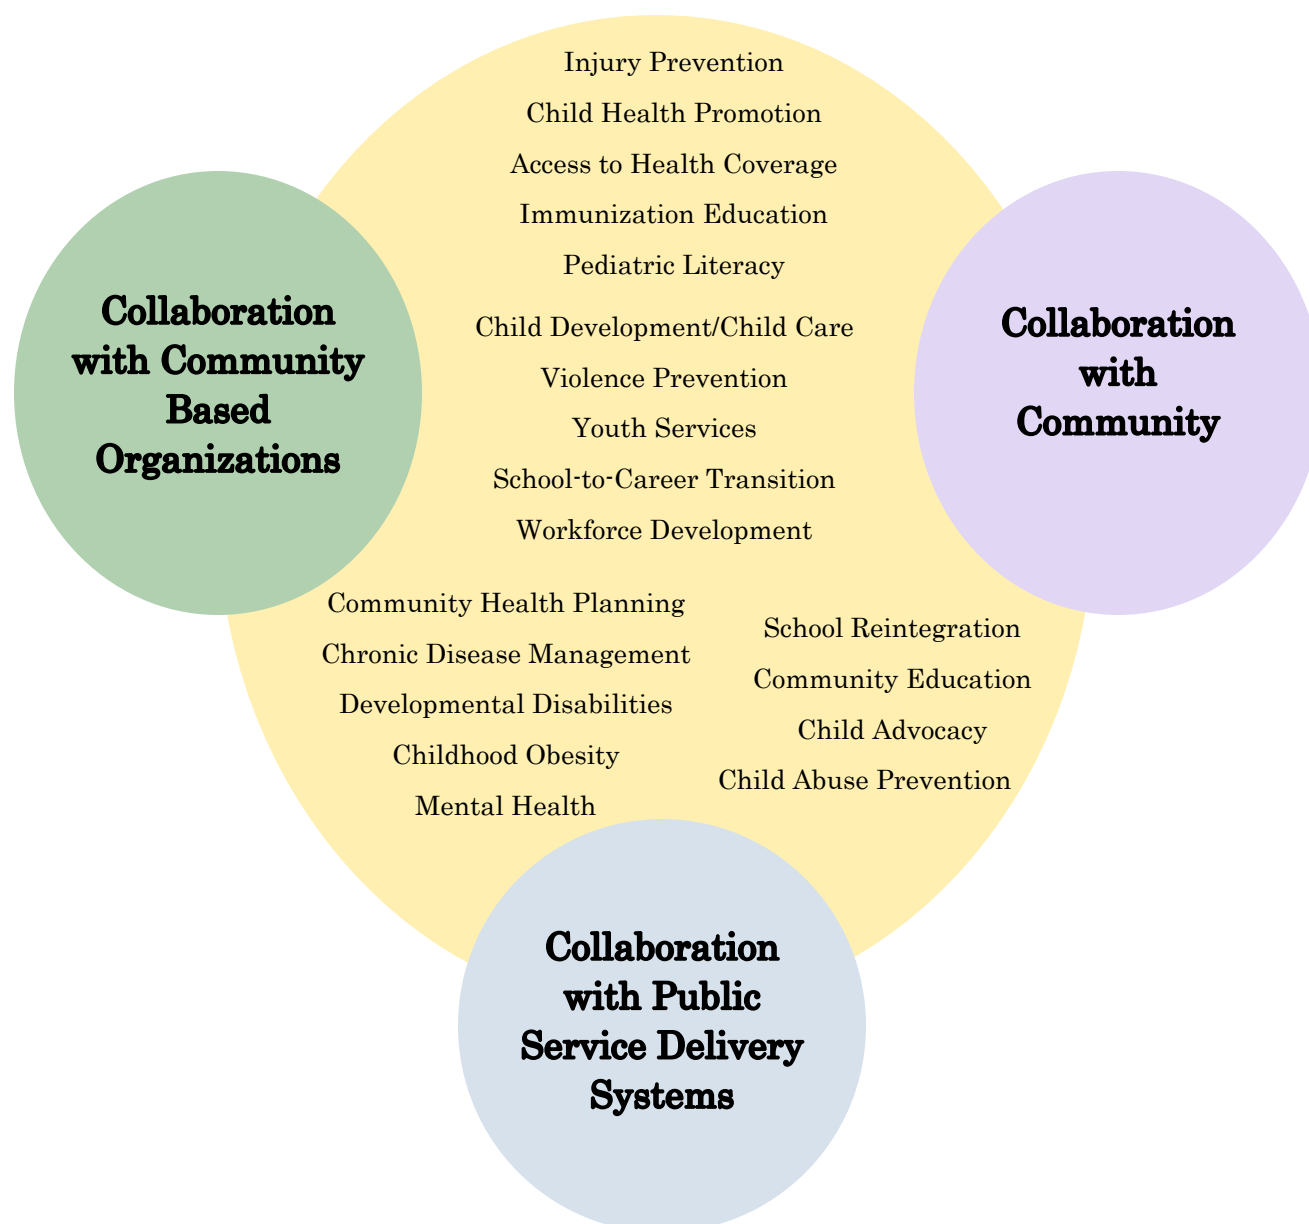 Injury Prevention
Child Health Promotion
Access to Health Coverage
Immunization Education
Pediatric Literacy
Child Development/Child Care
Violence Prevention
Youth Services
School-to-Career Transition
Workforce Development
Collaboration
with Community
Based
Organizations
Collaboration
with
Community
Community Health Planning
Chronic Disease Management
Developmental Disabilities
Childhood Obesity
Mental Health
School Reintegration
Community Education
Child Advocacy
Child Abuse Prevention
Collaboration
with Public
Service Delivery
Systems